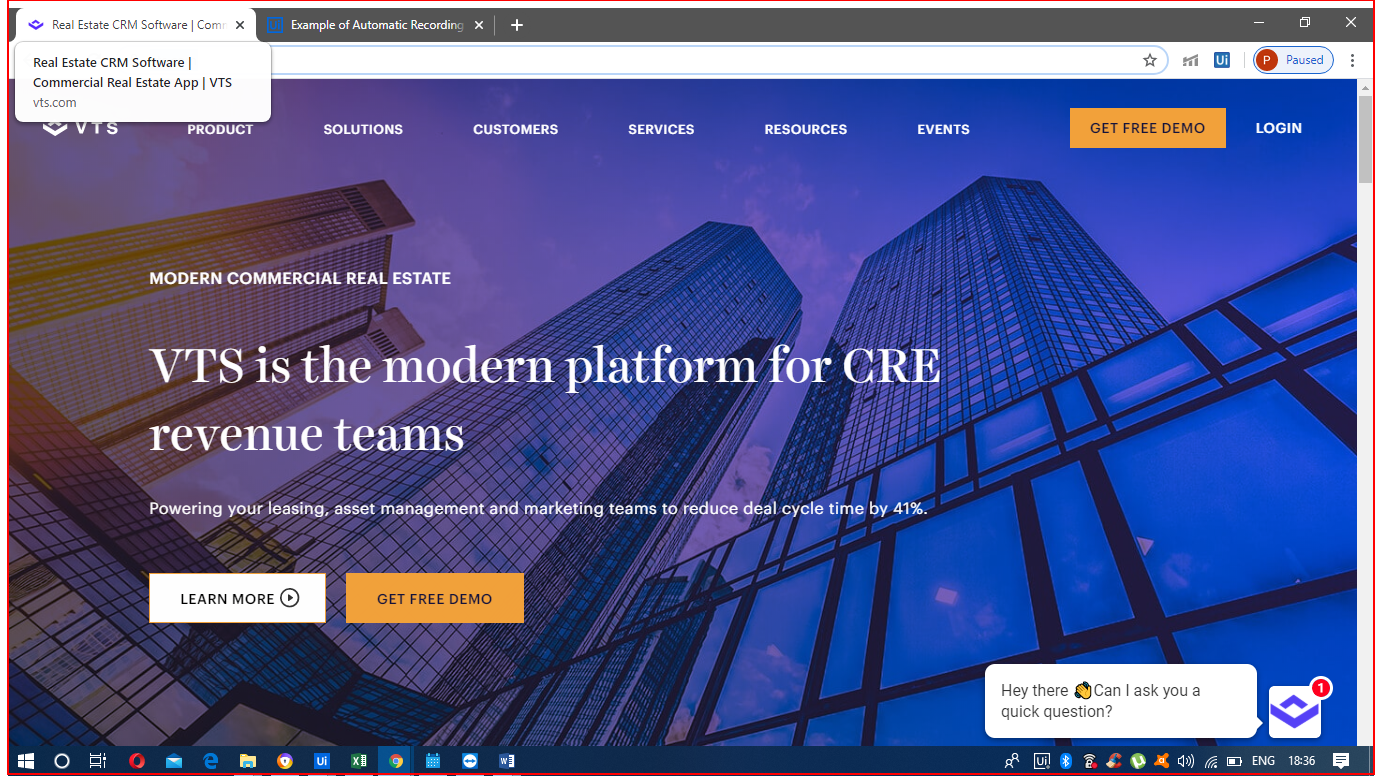 Real Estate CRM Software | Com
Example of Automatic Recording
Real Estate CRM Software |
Commercial Real Estate App | VTS
vts.com
Ui
P
Paused
VTS
PRODUCT
SOLUTIONS
CUSTOMERS
SERVICES
RESOURCES
EVENTS
GET FREE DEMO
LOGIN
MODERN COMMERCIAL REAL ESTATE
VTS is the modern platform for CRE
revenue teams
Powering your leasing, asset management and marketing teams to reduce deal cycle time by 41%.
LEARN MORE
GET FREE DEMO
Hey there 👋Can I ask you a
quick question?
1
Ui
Ui
ENG
18:36